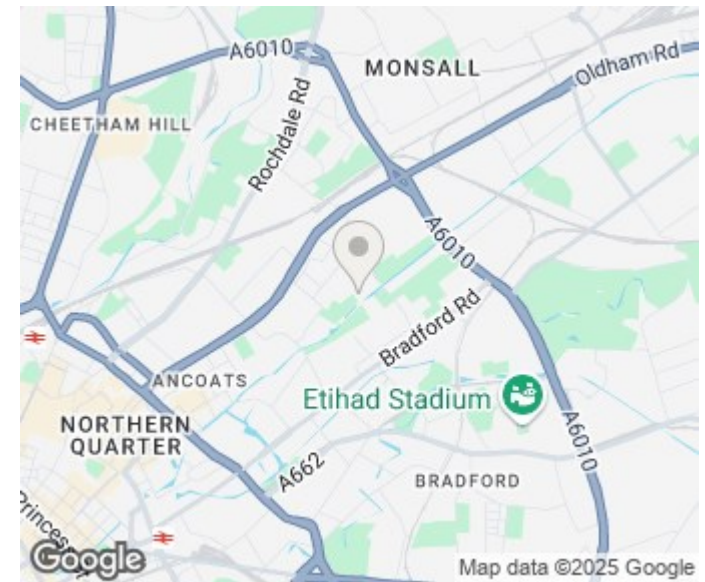 A6010
MONSALL
Oldham Rd
CHEETHAM HILL
Rochdale Rd
A6010
Bradford Rd
ANCOATS
Etihad Stadium
NORTHERN
QUARTER
A6010
A662
BRADFORD
Google
Map data ©2025 Google